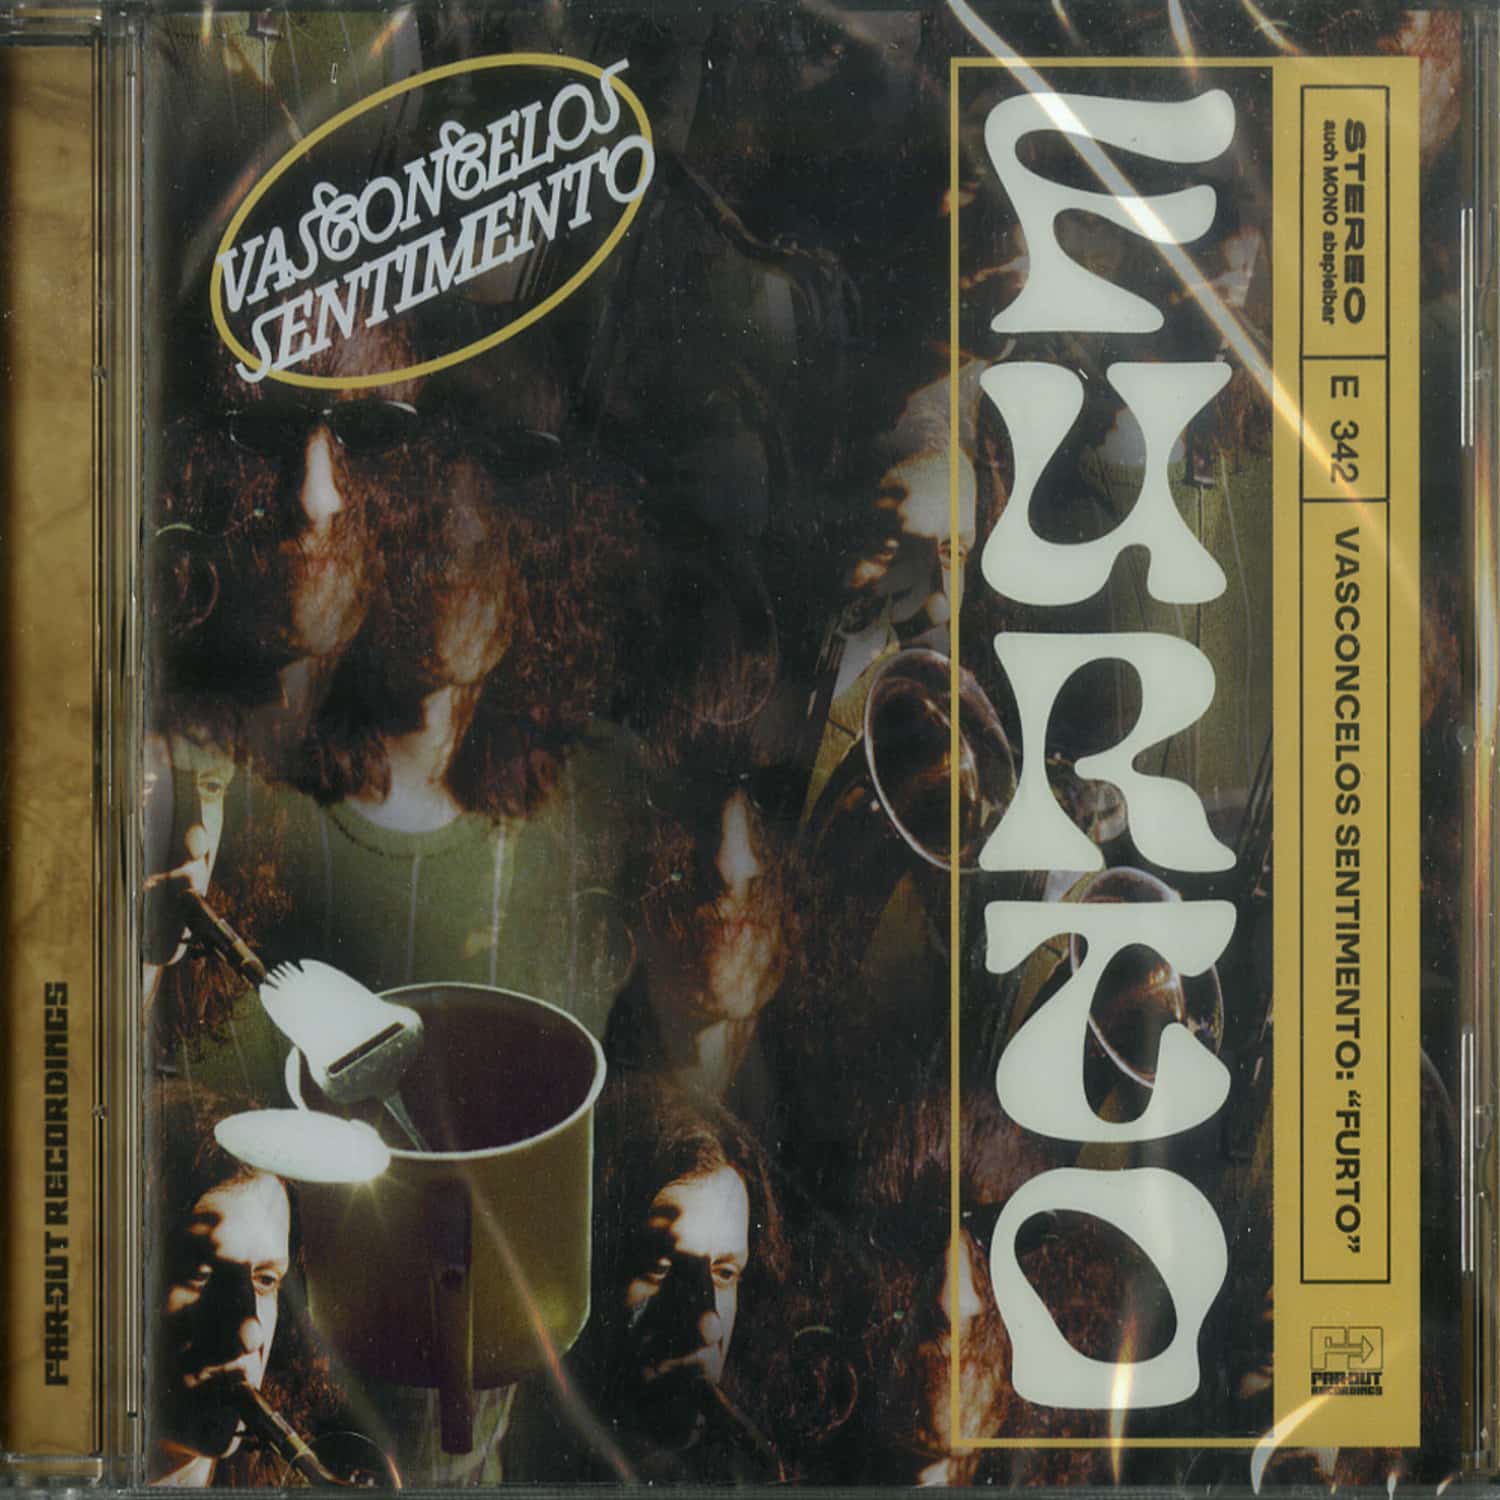 VASCONCELOS
SENTIMENTO
FURTO
STEREO
auch MONO abspielbar
E 342
VASCONCELOS SENTIMENTO: “FURTO”
FAR OUT
RECORDINGS
FAR OUT RECORDINGS